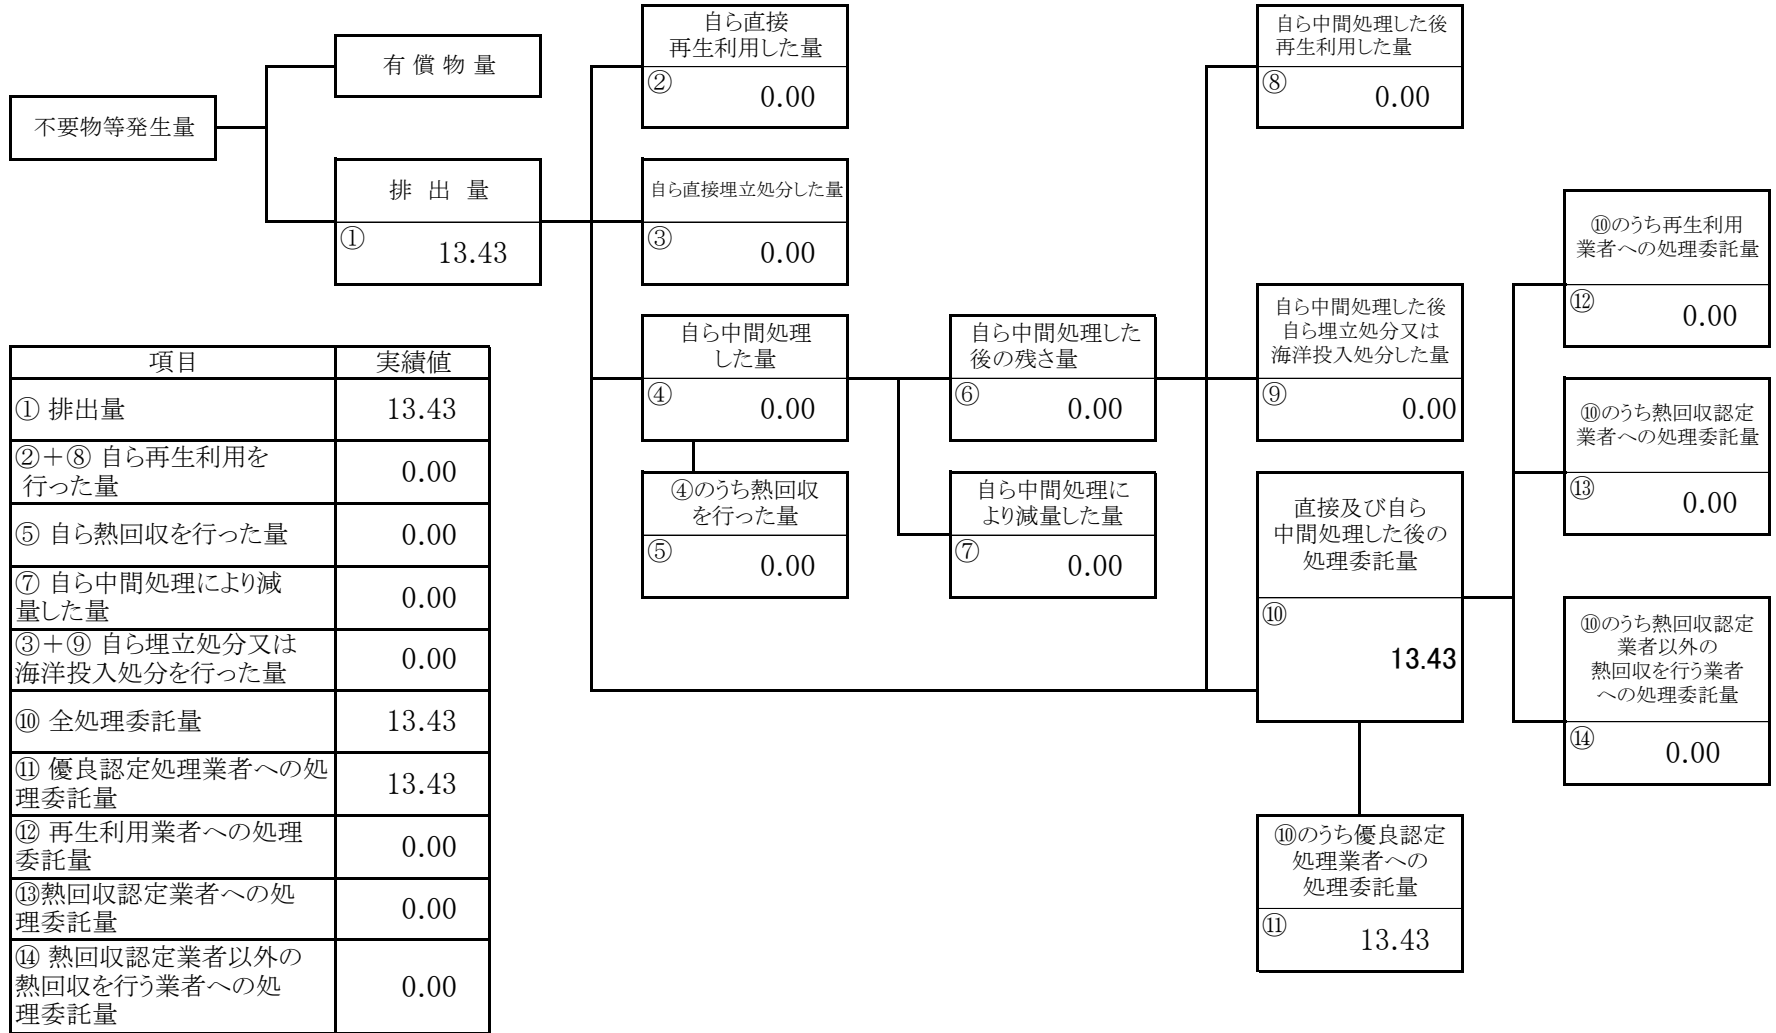 不要物等発生量
有 償 物 量
排 出 量
①
13.43
自ら直接
再生利用した量
②
0.00
自ら直接埋立処分した量
③
0.00
自ら中間処理
した量
④
0.00
④のうち熱回収
を行った量
⑤
0.00
自ら中間処理した
後の残さ量
⑥
0.00
自ら中間処理に
より減量した量
⑦
0.00
自ら中間処理した後
再生利用した量
⑧
0.00
自ら中間処理した後
自ら埋立処分又は
海洋投入処分した量
⑨
0.00
直接及び自ら
中間処理した後の
処理委託量
⑩
13.43
⑩のうち優良認定
処理業者への
処理委託量
⑪
13.43
⑩のうち再生利用
業者への処理委託量
⑫
0.00
⑩のうち熱回収認定
業者への処理委託量
⑬
0.00
⑩のうち熱回収認定
業者以外の
熱回収を行う業者
への処理委託量
⑭
0.00
項目 実績値
① 排出量 13.43
②＋⑧ 自ら再生利用を
行った量 0.00
⑤ 自ら熱回収を行った量 0.00
⑦ 自ら中間処理により減
量した量 0.00
③＋⑨ 自ら埋立処分又は
海洋投入処分を行った量 0.00
⑩ 全処理委託量 13.43
⑪ 優良認定処理業者への処
理委託量 13.43
⑫ 再生利用業者への処理
委託量 0.00
⑬熱回収認定業者への処
理委託量 0.00
⑭ 熱回収認定業者以外の
熱回収を行う業者への処
理委託量 0.00